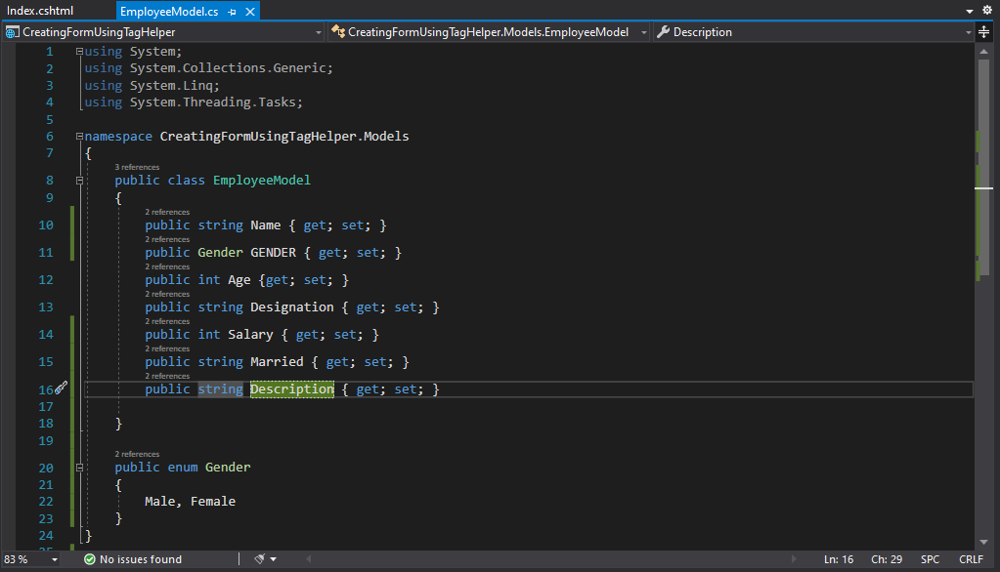 Index.cshtml EmployeeModel.cs
CreatingFormUsingTagHelper CreatingFormUsingTagHelper.Models.EmployeeModel Description
1 using System;
2 using System.Collections.Generic;
3 using System.Linq;
4 using System.Threading.Tasks;
5
6 namespace CreatingFormUsingTagHelper.Models
7 {
3 references
8 public class EmployeeModel
9 {
2 references
10 public string Name { get; set; }
2 references
11 public Gender GENDER { get; set; }
2 references
12 public int Age {get; set; }
2 references
13 public string Designation { get; set; }
2 references
14 public int Salary { get; set; }
2 references
15 public string Married { get; set; }
2 references
16 public string Description { get; set; }
17
18 }
19
2 references
20 public enum Gender
21 {
22 Male, Female
23 }
24 }
25
83 % No issues found Ln: 16 Ch: 29 SPC CRLF